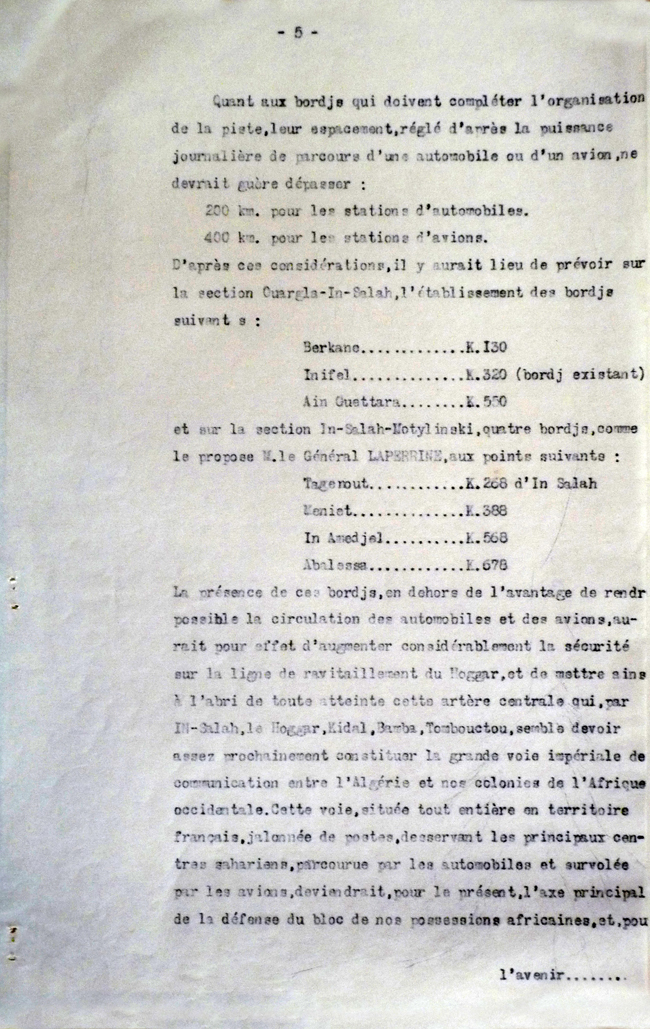 - 5 -
Quant aux bordjs qui doivent compléter l'organisation
de la piste,leur espacement,réglé d'après la puissance
journalière de parcours d'une automobile ou d'un avion,ne
devrait guère dépasser :
200 km. pour les stations d'automobiles.
400 km. pour les stations d'avions.
D'après ces considérations,il y aurait lieu de prévoir sur
la section Ouargla-In-Salah,l'établissement des bordjs
suivant s :
Berkane.............K.I30
Inifel..............K.320 (bordj existant)
Ain Guettara........K.550
et sur la section In-Salah-Motylinski,quatre bordjs,comme
le propose M.le Général LAPERRINE,aux points suivants :
Tagemout............K.268 d'In Salah
Meniet..............K.388
In Amedjel..........K.568
Abalessa............K.678
La présence de ces bordjs,en dehors de l'avantage de rendr
possible la circulation des automobiles et des avions,au-
rait pour effet d'augmenter considérablement la sécurité
sur la ligne de ravitaillement du Hoggar,et de mettre ains
à l'abri de toute atteinte cette artère centrale qui,par
IN-Salah,le Hoggar,Kidal,Bamba,Tombouctou,semble devoir
assez prochainement constituer la grande voie impériale de
communication entre l'Algérie et nos colonies de l'Afrique
occidentale.Cette voie,située tout entière en territoire
français,jalonnée de postes,desservant les principaux cen-
tres sahariens,parcourue par les automobiles et survolée
par les avions,deviendrait,pour le présent,l'axe principal
de la défense du bloc de nos possessions africaines,et,pou
l'avenir........